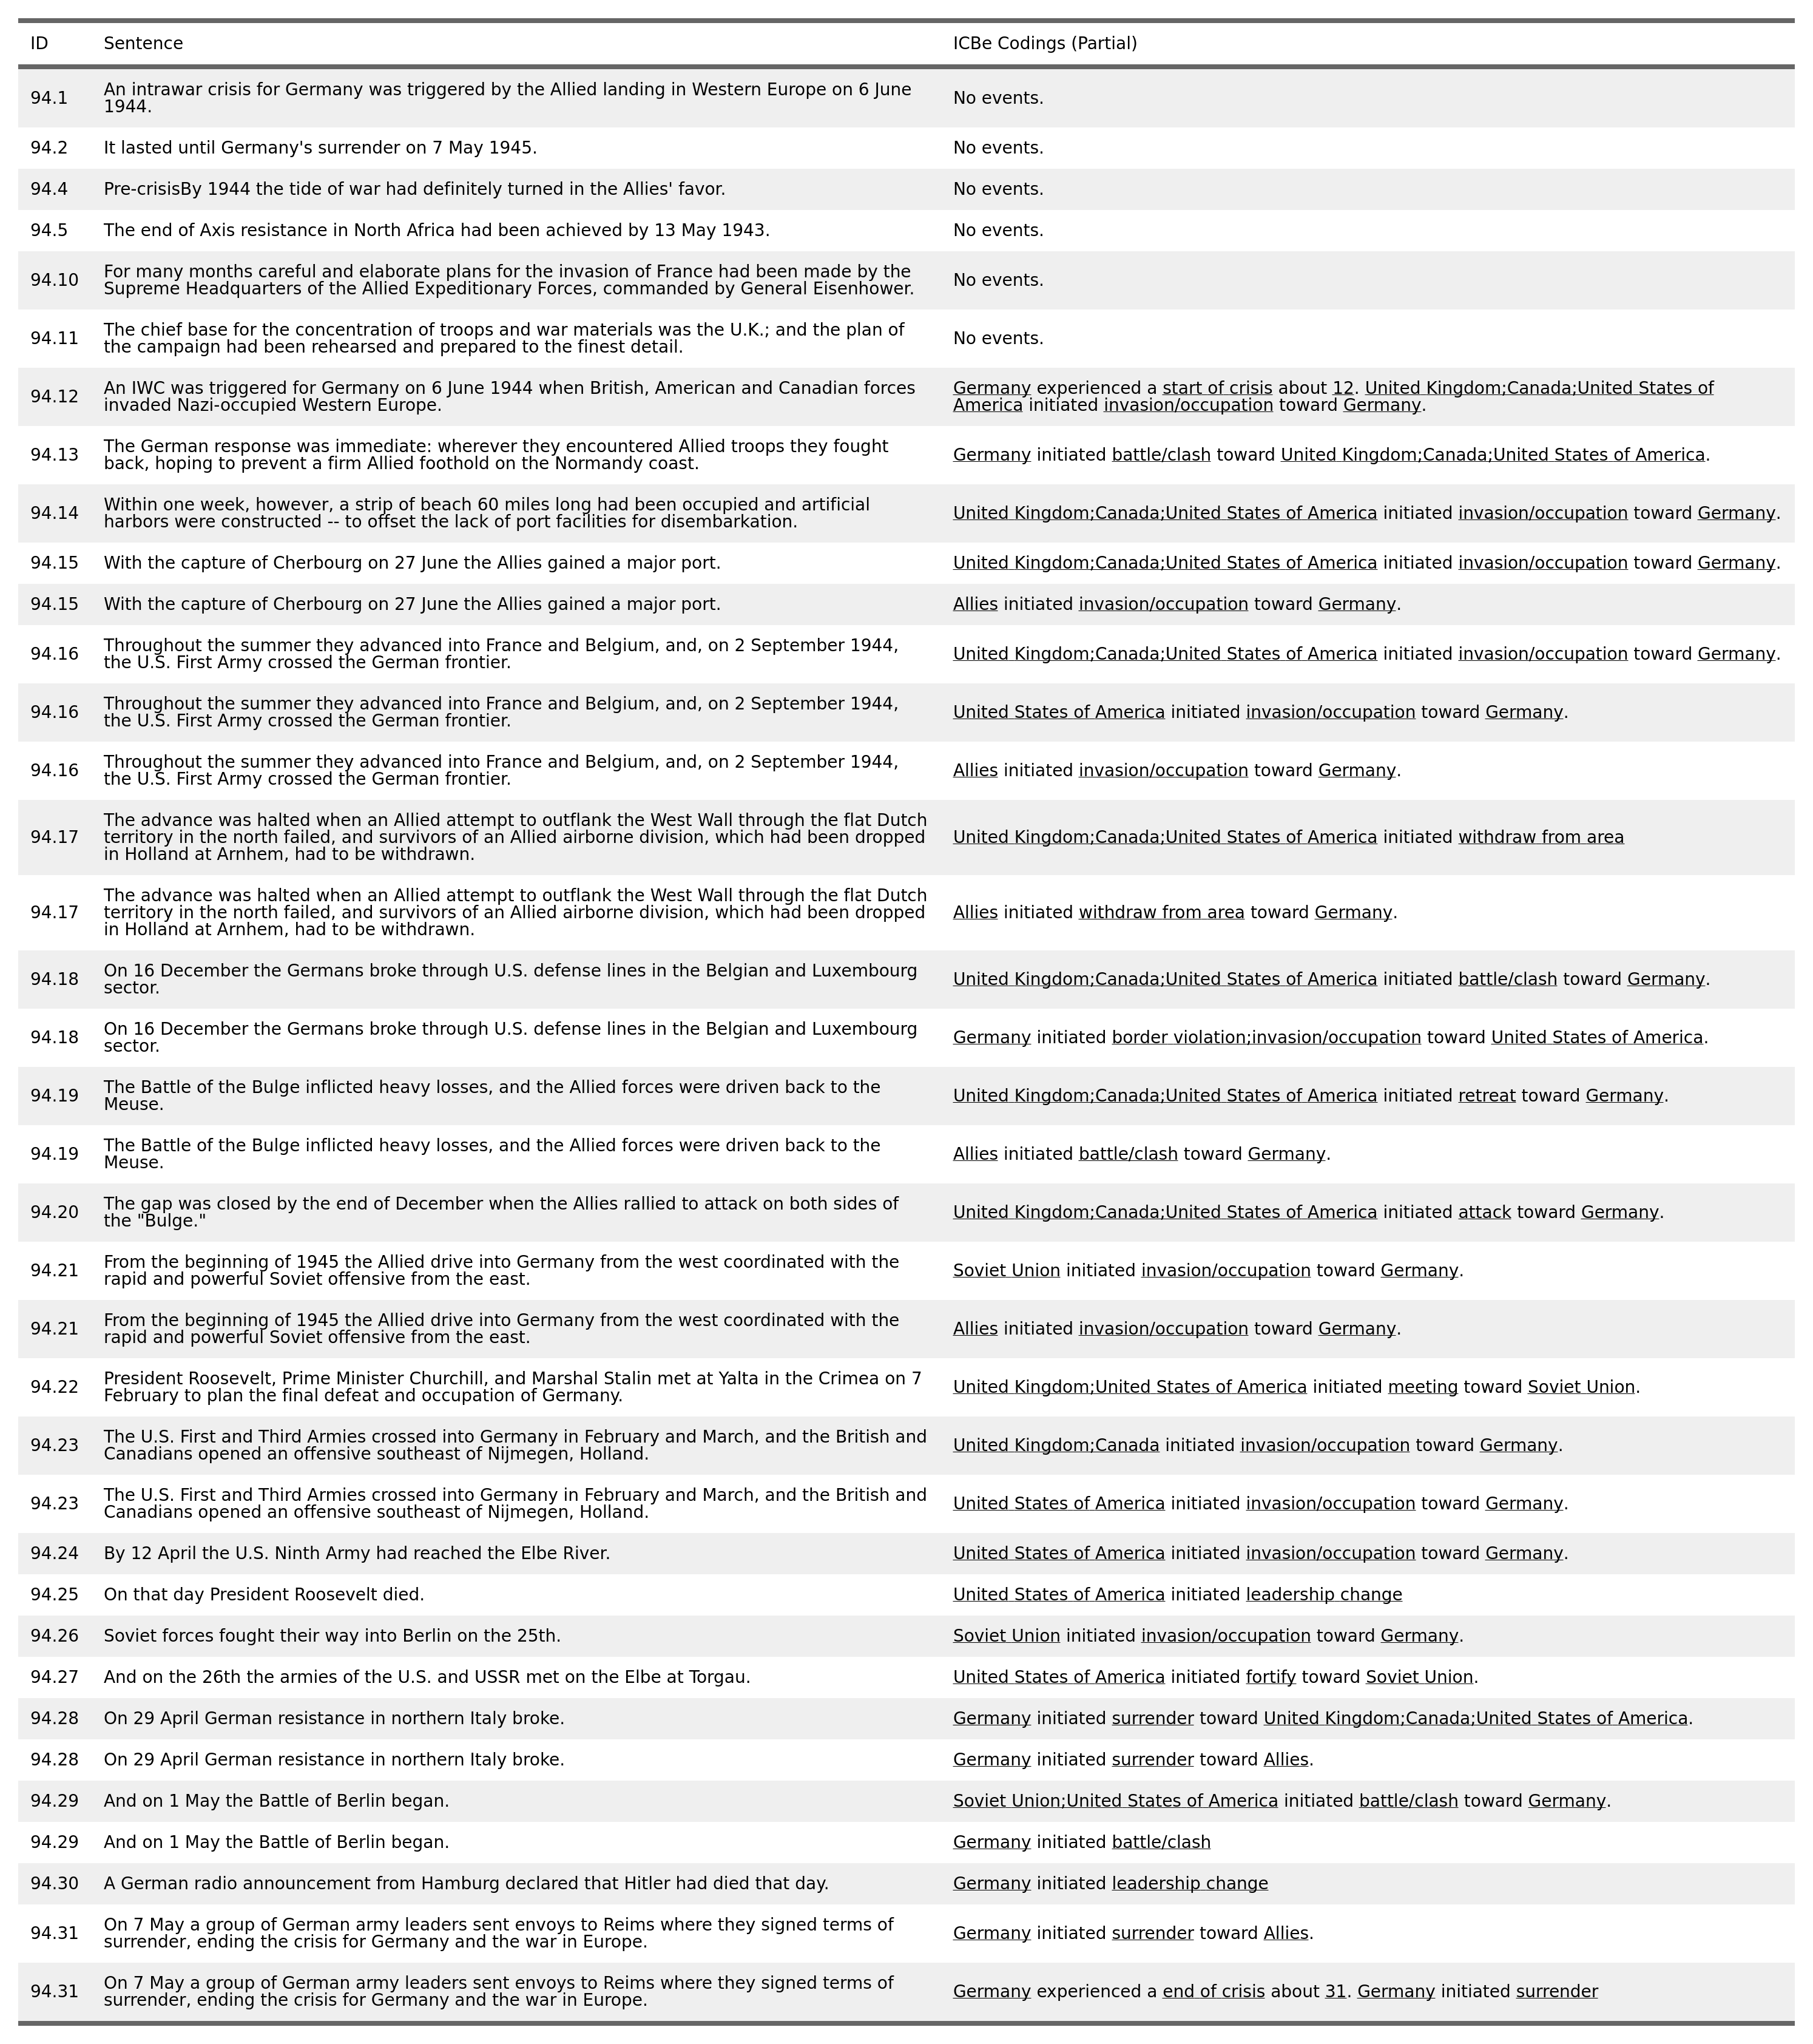 ID Sentence ICBe Codings (Partial)
94.1 An intrawar crisis for Germany was triggered by the Allied landing in Western Europe on 6 June
1944. No events.
94.2 It lasted until Germany's surrender on 7 May 1945. No events.
94.4 Pre-crisisBy 1944 the tide of war had definitely turned in the Allies' favor. No events.
94.5 The end of Axis resistance in North Africa had been achieved by 13 May 1943. No events.
94.10 For many months careful and elaborate plans for the invasion of France had been made by the
Supreme Headquarters of the Allied Expeditionary Forces, commanded by General Eisenhower. No events.
94.11 The chief base for the concentration of troops and war materials was the U.K.; and the plan of
the campaign had been rehearsed and prepared to the finest detail. No events.
94.12 An IWC was triggered for Germany on 6 June 1944 when British, American and Canadian forces
invaded Nazi-occupied Western Europe. Germany experienced a start of crisis about 12. United Kingdom;Canada;United States of
America initiated invasion/occupation toward Germany.
94.13 The German response was immediate: wherever they encountered Allied troops they fought
back, hoping to prevent a firm Allied foothold on the Normandy coast. Germany initiated battle/clash toward United Kingdom;Canada;United States of America.
94.14 Within one week, however, a strip of beach 60 miles long had been occupied and artificial
harbors were constructed -- to offset the lack of port facilities for disembarkation. United Kingdom;Canada;United States of America initiated invasion/occupation toward Germany.
94.15 With the capture of Cherbourg on 27 June the Allies gained a major port. United Kingdom;Canada;United States of America initiated invasion/occupation toward Germany.
94.15 With the capture of Cherbourg on 27 June the Allies gained a major port. Allies initiated invasion/occupation toward Germany.
94.16 Throughout the summer they advanced into France and Belgium, and, on 2 September 1944,
the U.S. First Army crossed the German frontier. United Kingdom;Canada;United States of America initiated invasion/occupation toward Germany.
94.16 Throughout the summer they advanced into France and Belgium, and, on 2 September 1944,
the U.S. First Army crossed the German frontier. United States of America initiated invasion/occupation toward Germany.
94.16 Throughout the summer they advanced into France and Belgium, and, on 2 September 1944,
the U.S. First Army crossed the German frontier. Allies initiated invasion/occupation toward Germany.
94.17 The advance was halted when an Allied attempt to outflank the West Wall through the flat Dutch
territory in the north failed, and survivors of an Allied airborne division, which had been dropped
in Holland at Arnhem, had to be withdrawn. United Kingdom;Canada;United States of America initiated withdraw from area
94.17 The advance was halted when an Allied attempt to outflank the West Wall through the flat Dutch
territory in the north failed, and survivors of an Allied airborne division, which had been dropped
in Holland at Arnhem, had to be withdrawn. Allies initiated withdraw from area toward Germany.
94.18 On 16 December the Germans broke through U.S. defense lines in the Belgian and Luxembourg
sector. United Kingdom;Canada;United States of America initiated battle/clash toward Germany.
94.18 On 16 December the Germans broke through U.S. defense lines in the Belgian and Luxembourg
sector. Germany initiated border violation;invasion/occupation toward United States of America.
94.19 The Battle of the Bulge inflicted heavy losses, and the Allied forces were driven back to the
Meuse. United Kingdom;Canada;United States of America initiated retreat toward Germany.
94.19 The Battle of the Bulge inflicted heavy losses, and the Allied forces were driven back to the
Meuse. Allies initiated battle/clash toward Germany.
94.20 The gap was closed by the end of December when the Allies rallied to attack on both sides of
the "Bulge." United Kingdom;Canada;United States of America initiated attack toward Germany.
94.21 From the beginning of 1945 the Allied drive into Germany from the west coordinated with the
rapid and powerful Soviet offensive from the east. Soviet Union initiated invasion/occupation toward Germany.
94.21 From the beginning of 1945 the Allied drive into Germany from the west coordinated with the
rapid and powerful Soviet offensive from the east. Allies initiated invasion/occupation toward Germany.
94.22 President Roosevelt, Prime Minister Churchill, and Marshal Stalin met at Yalta in the Crimea on 7
February to plan the final defeat and occupation of Germany. United Kingdom;United States of America initiated meeting toward Soviet Union.
94.23 The U.S. First and Third Armies crossed into Germany in February and March, and the British and
Canadians opened an offensive southeast of Nijmegen, Holland. United Kingdom;Canada initiated invasion/occupation toward Germany.
94.23 The U.S. First and Third Armies crossed into Germany in February and March, and the British and
Canadians opened an offensive southeast of Nijmegen, Holland. United States of America initiated invasion/occupation toward Germany.
94.24 By 12 April the U.S. Ninth Army had reached the Elbe River. United States of America initiated invasion/occupation toward Germany.
94.25 On that day President Roosevelt died. United States of America initiated leadership change
94.26 Soviet forces fought their way into Berlin on the 25th. Soviet Union initiated invasion/occupation toward Germany.
94.27 And on the 26th the armies of the U.S. and USSR met on the Elbe at Torgau. United States of America initiated fortify toward Soviet Union.
94.28 On 29 April German resistance in northern Italy broke. Germany initiated surrender toward United Kingdom;Canada;United States of America.
94.28 On 29 April German resistance in northern Italy broke. Germany initiated surrender toward Allies.
94.29 And on 1 May the Battle of Berlin began. Soviet Union;United States of America initiated battle/clash toward Germany.
94.29 And on 1 May the Battle of Berlin began. Germany initiated battle/clash
94.30 A German radio announcement from Hamburg declared that Hitler had died that day. Germany initiated leadership change
94.31 On 7 May a group of German army leaders sent envoys to Reims where they signed terms of
surrender, ending the crisis for Germany and the war in Europe. Germany initiated surrender toward Allies.
94.31 On 7 May a group of German army leaders sent envoys to Reims where they signed terms of
surrender, ending the crisis for Germany and the war in Europe. Germany experienced a end of crisis about 31. Germany initiated surrender